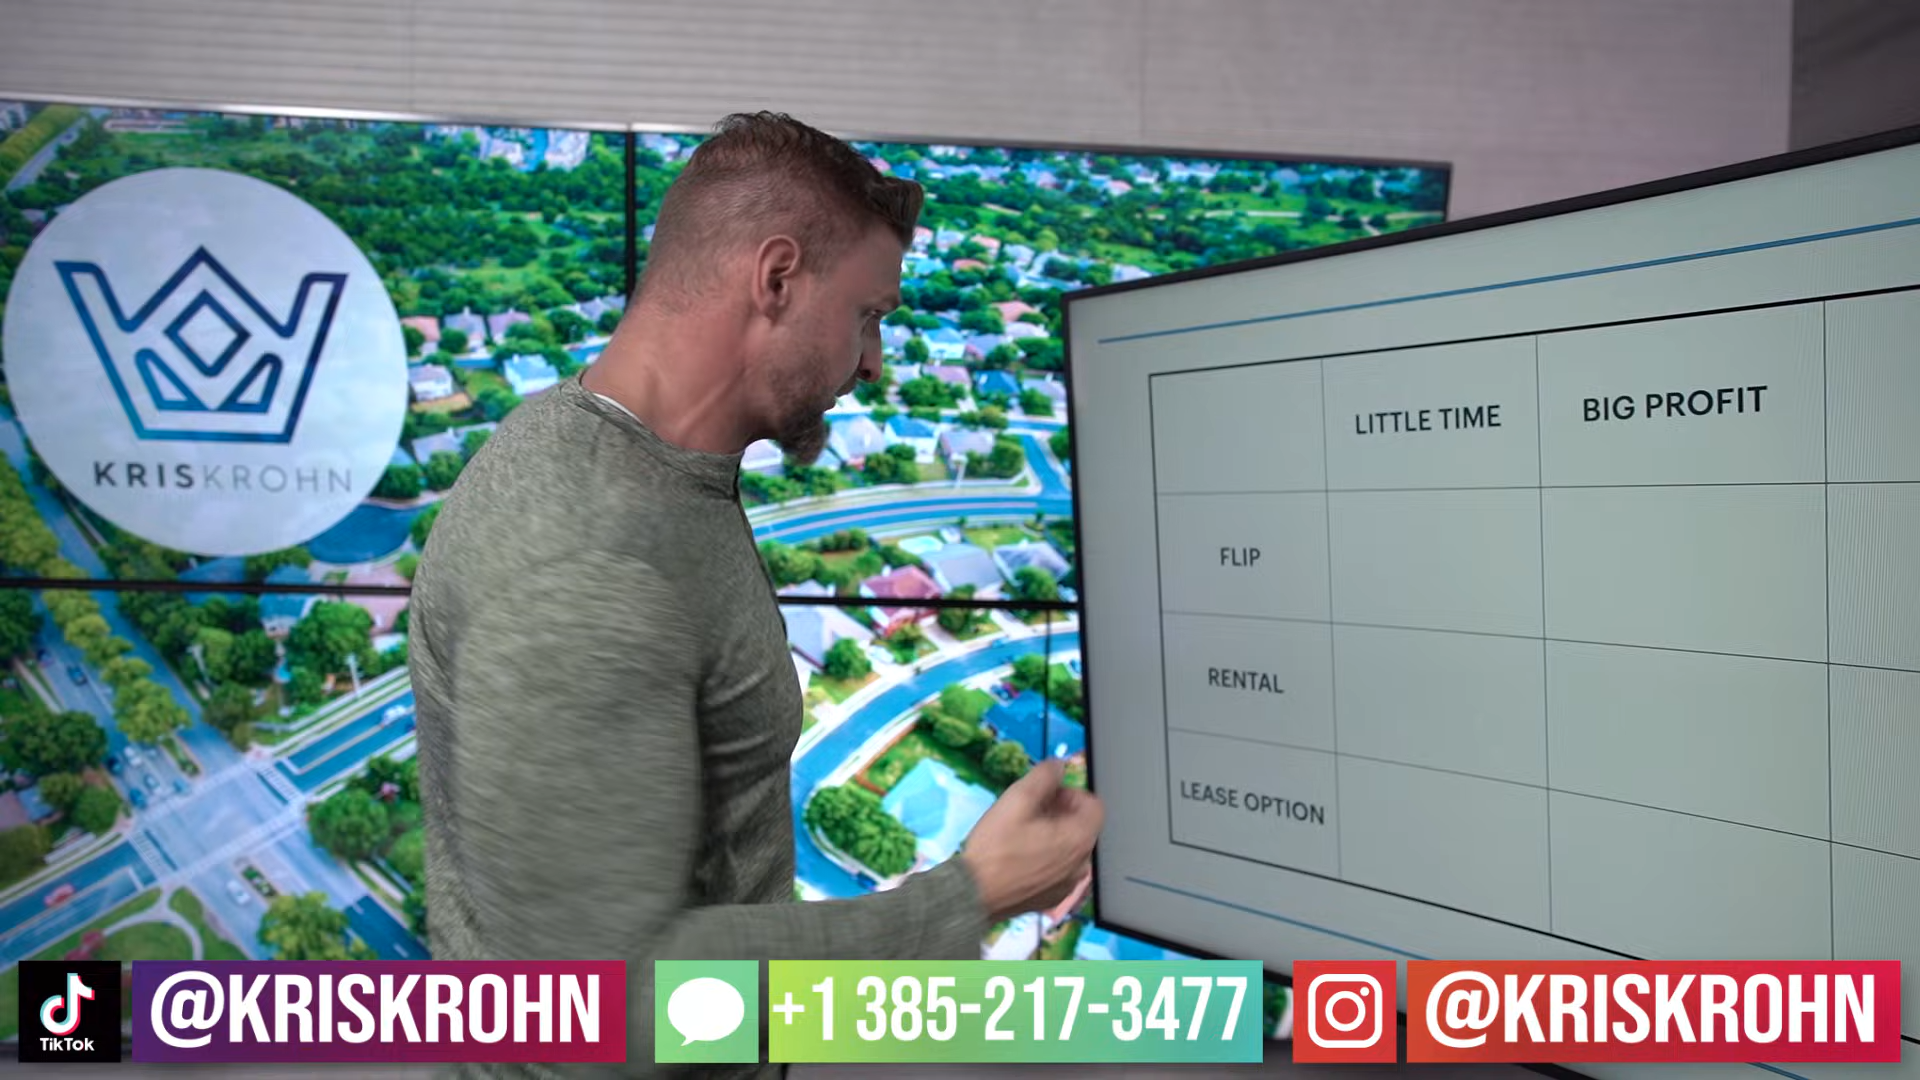 KRISKROHN
LITTLE TIME
BIG PROFIT
FLIP
RENTAL
LEASE OPTION
TikTok
@KRISKROHN
+1 385-217-3477
@KRISKROHN